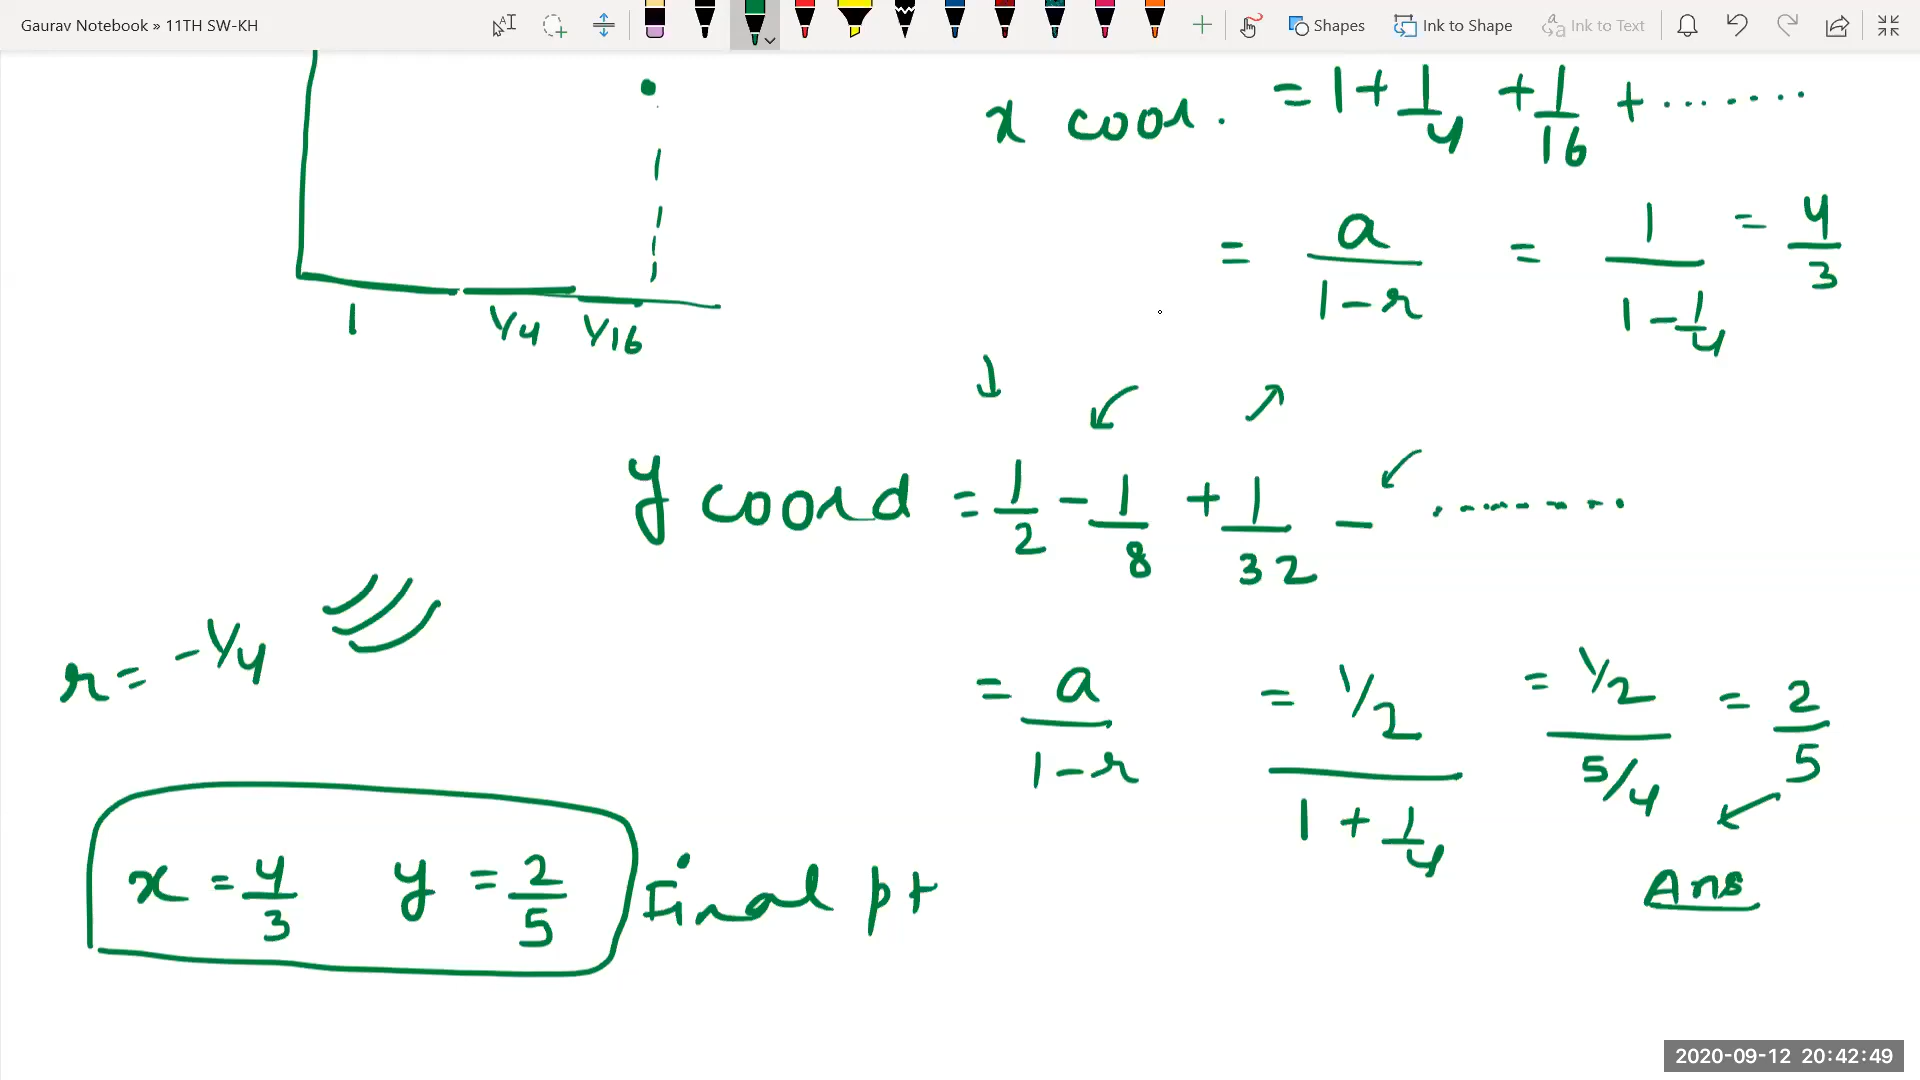 Gaurav Notebook » 11TH SW-KH
Shapes Ink to Shape Ink to Text
x coor. = 1 + 1/4 + 1/16 + ........
= a/1-r = 1/1-1/4 = 4/3
1 1/4 1/16
y coord = 1/2 - 1/8 + 1/32 - .........
r = -1/4
= a/1-r = 1/2/1+1/4 = 1/2/5/4 = 2/5
Ans
x = 4/3 y = 2/5 Final pt
2020-09-12 20:42:49